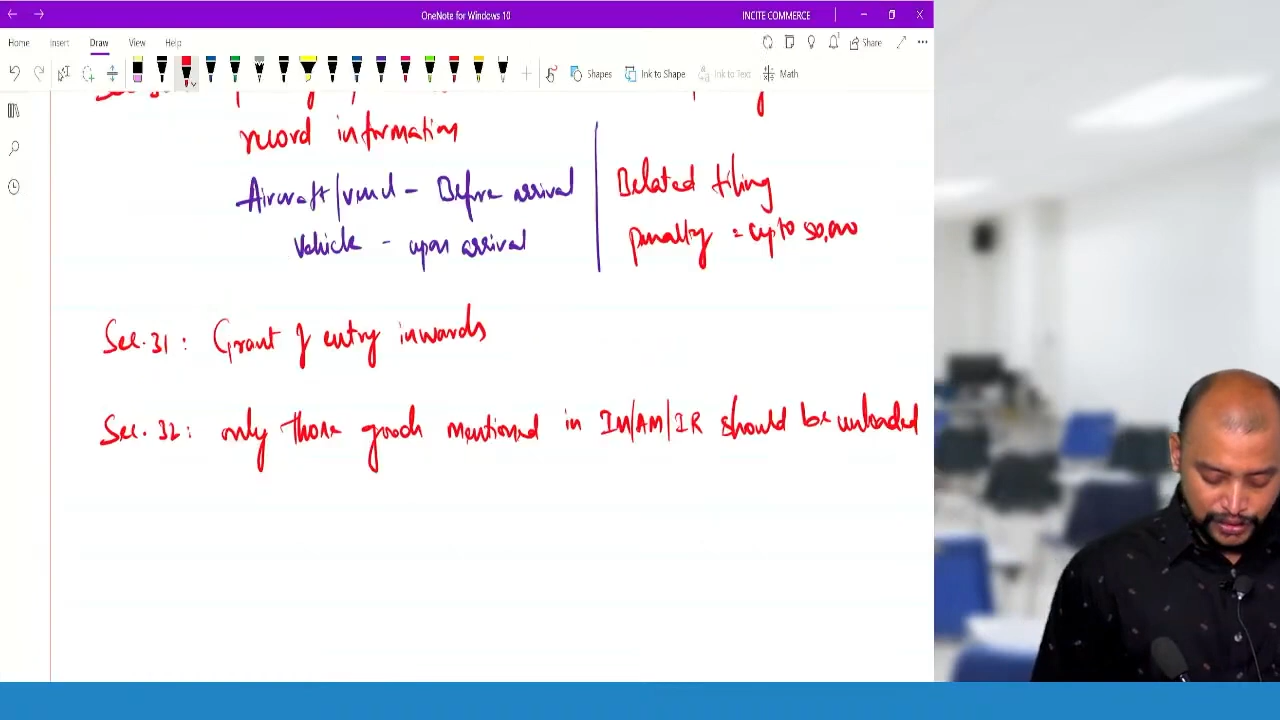 OneNote for Windows 10
INCITE COMMERCE
Home Insert Draw View Help
Share
Shapes
Ink to Shape
Ink to Text
Math
record information
Aircraft/vessel - Before arrival
Vehicle - upon arrival
Belated filing
penalty = upto 50,000
Sec.31: Grant of entry inwards
Sec.32: only those goods mentioned in IM/AM/IR should be unloaded